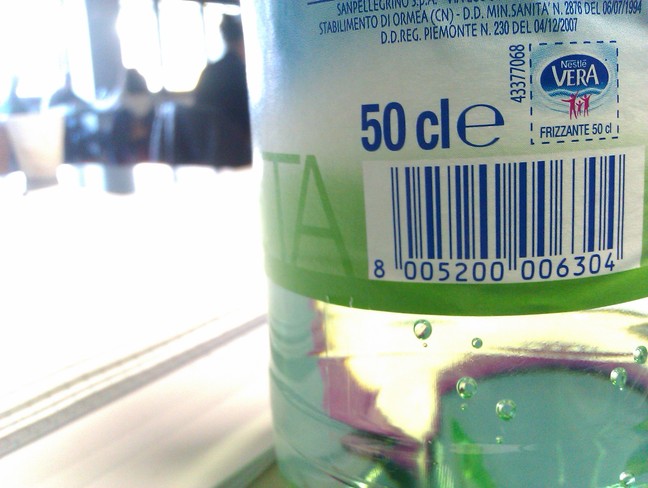 SANPELLEGRINO S.p.A.
STABILIMENTO DI ORMEA (CN) - D.D. MIN.SANITA' N. 2876 DEL 06/07/1994
D.D.REG. PIEMONTE N. 230 DEL 04/12/2007
43377068
Nestlé
VERA
FRIZZANTE 50 cl
50 cl e
TA
8 005200 006304